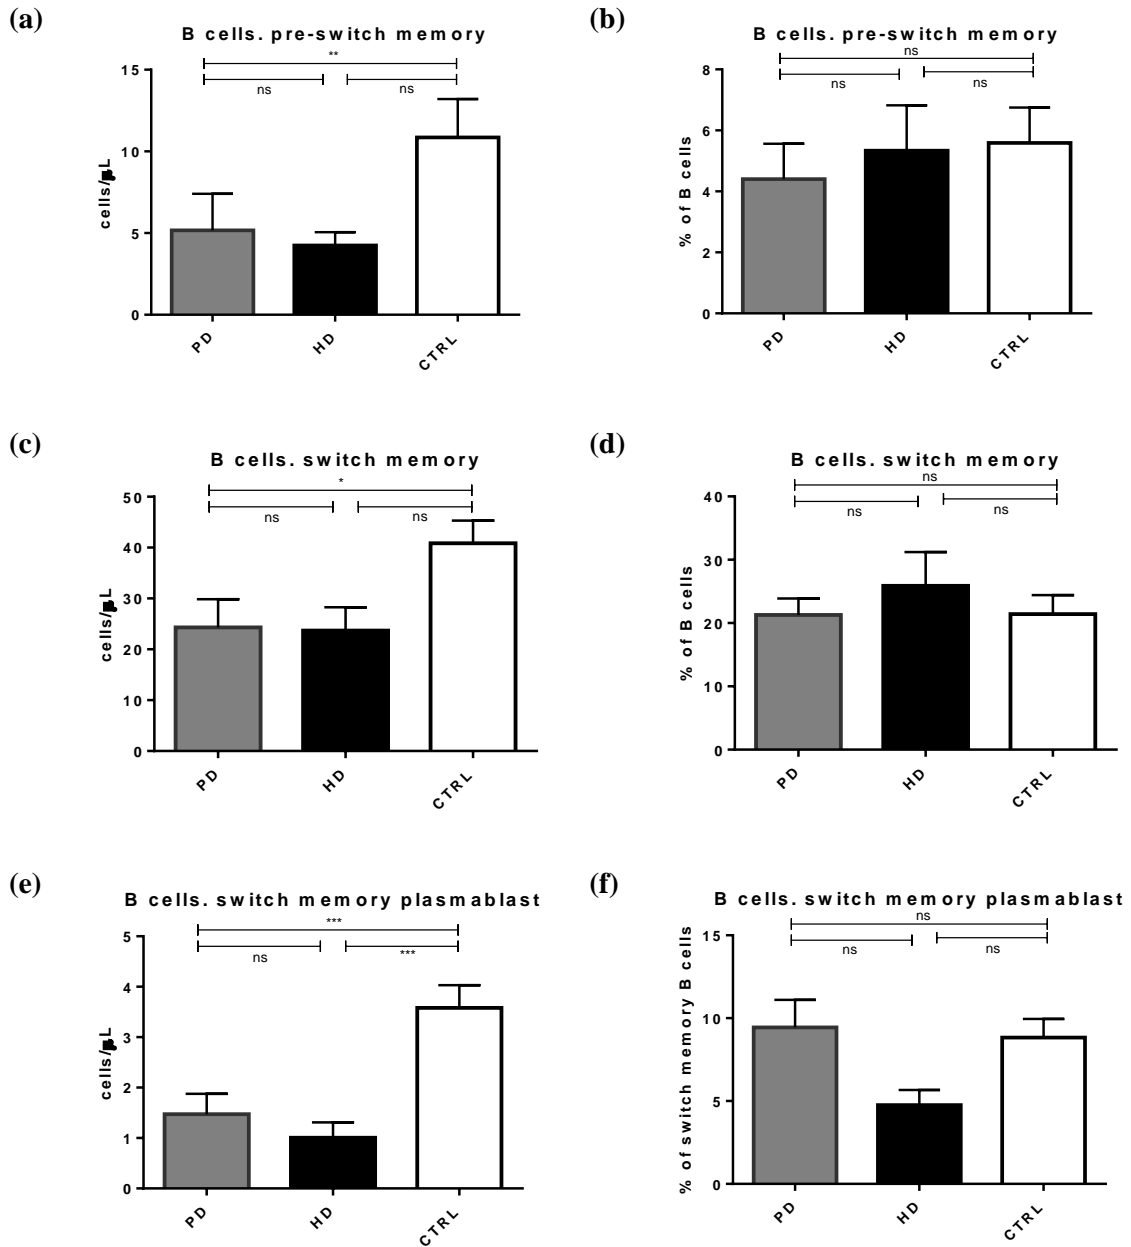 (a)
B cells. pre-switch memory
**
ns
ns
cells/µL
15
10
5
0
PD
HD
CTRL
(b)
B cells. pre-switch memory
ns
ns
ns
% of B cells
8
6
4
2
0
PD
HD
CTRL
(c)
B cells. switch memory
*
ns
ns
cells/µL
50
40
30
20
10
0
PD
HD
CTRL
(d)
B cells. switch memory
ns
ns
ns
% of B cells
40
30
20
10
0
PD
HD
CTRL
(e)
B cells. switch memory plasmablast
***
ns
***
cells/µL
5
4
3
2
1
0
PD
HD
CTRL
(f)
B cells. switch memory plasmablast
ns
ns
ns
% of switch memory B cells
15
10
5
0
PD
HD
CTRL